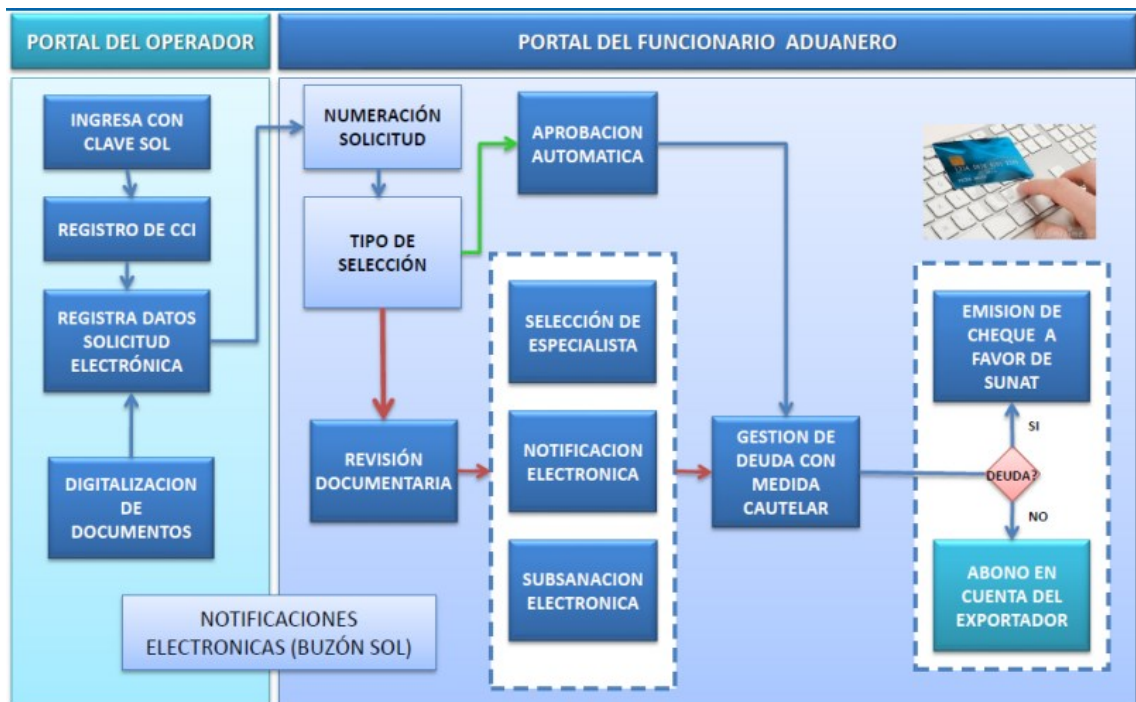 PORTAL DEL OPERADOR
PORTAL DEL FUNCIONARIO ADUANERO
INGRESA CON
CLAVE SOL
REGISTRO DE CCI
REGISTRA DATOS
SOLICITUD
ELECTRÓNICA
DIGITALIZACION
DE
DOCUMENTOS
NUMERACIÓN
SOLICITUD
TIPO DE
SELECCIÓN
REVISIÓN
DOCUMENTARIA
APROBACION
AUTOMATICA
SELECCIÓN DE
ESPECIALISTA
NOTIFICACION
ELECTRONICA
SUBSANACION
ELECTRONICA
GESTION DE
DEUDA CON
MEDIDA
CAUTELAR
EMISION DE
CHEQUE A
FAVOR DE
SUNAT
SI
DEUDA?
NO
ABONO EN
CUENTA DEL
EXPORTADOR
NOTIFICACIONES
ELECTRONICAS (BUZÓN SOL)